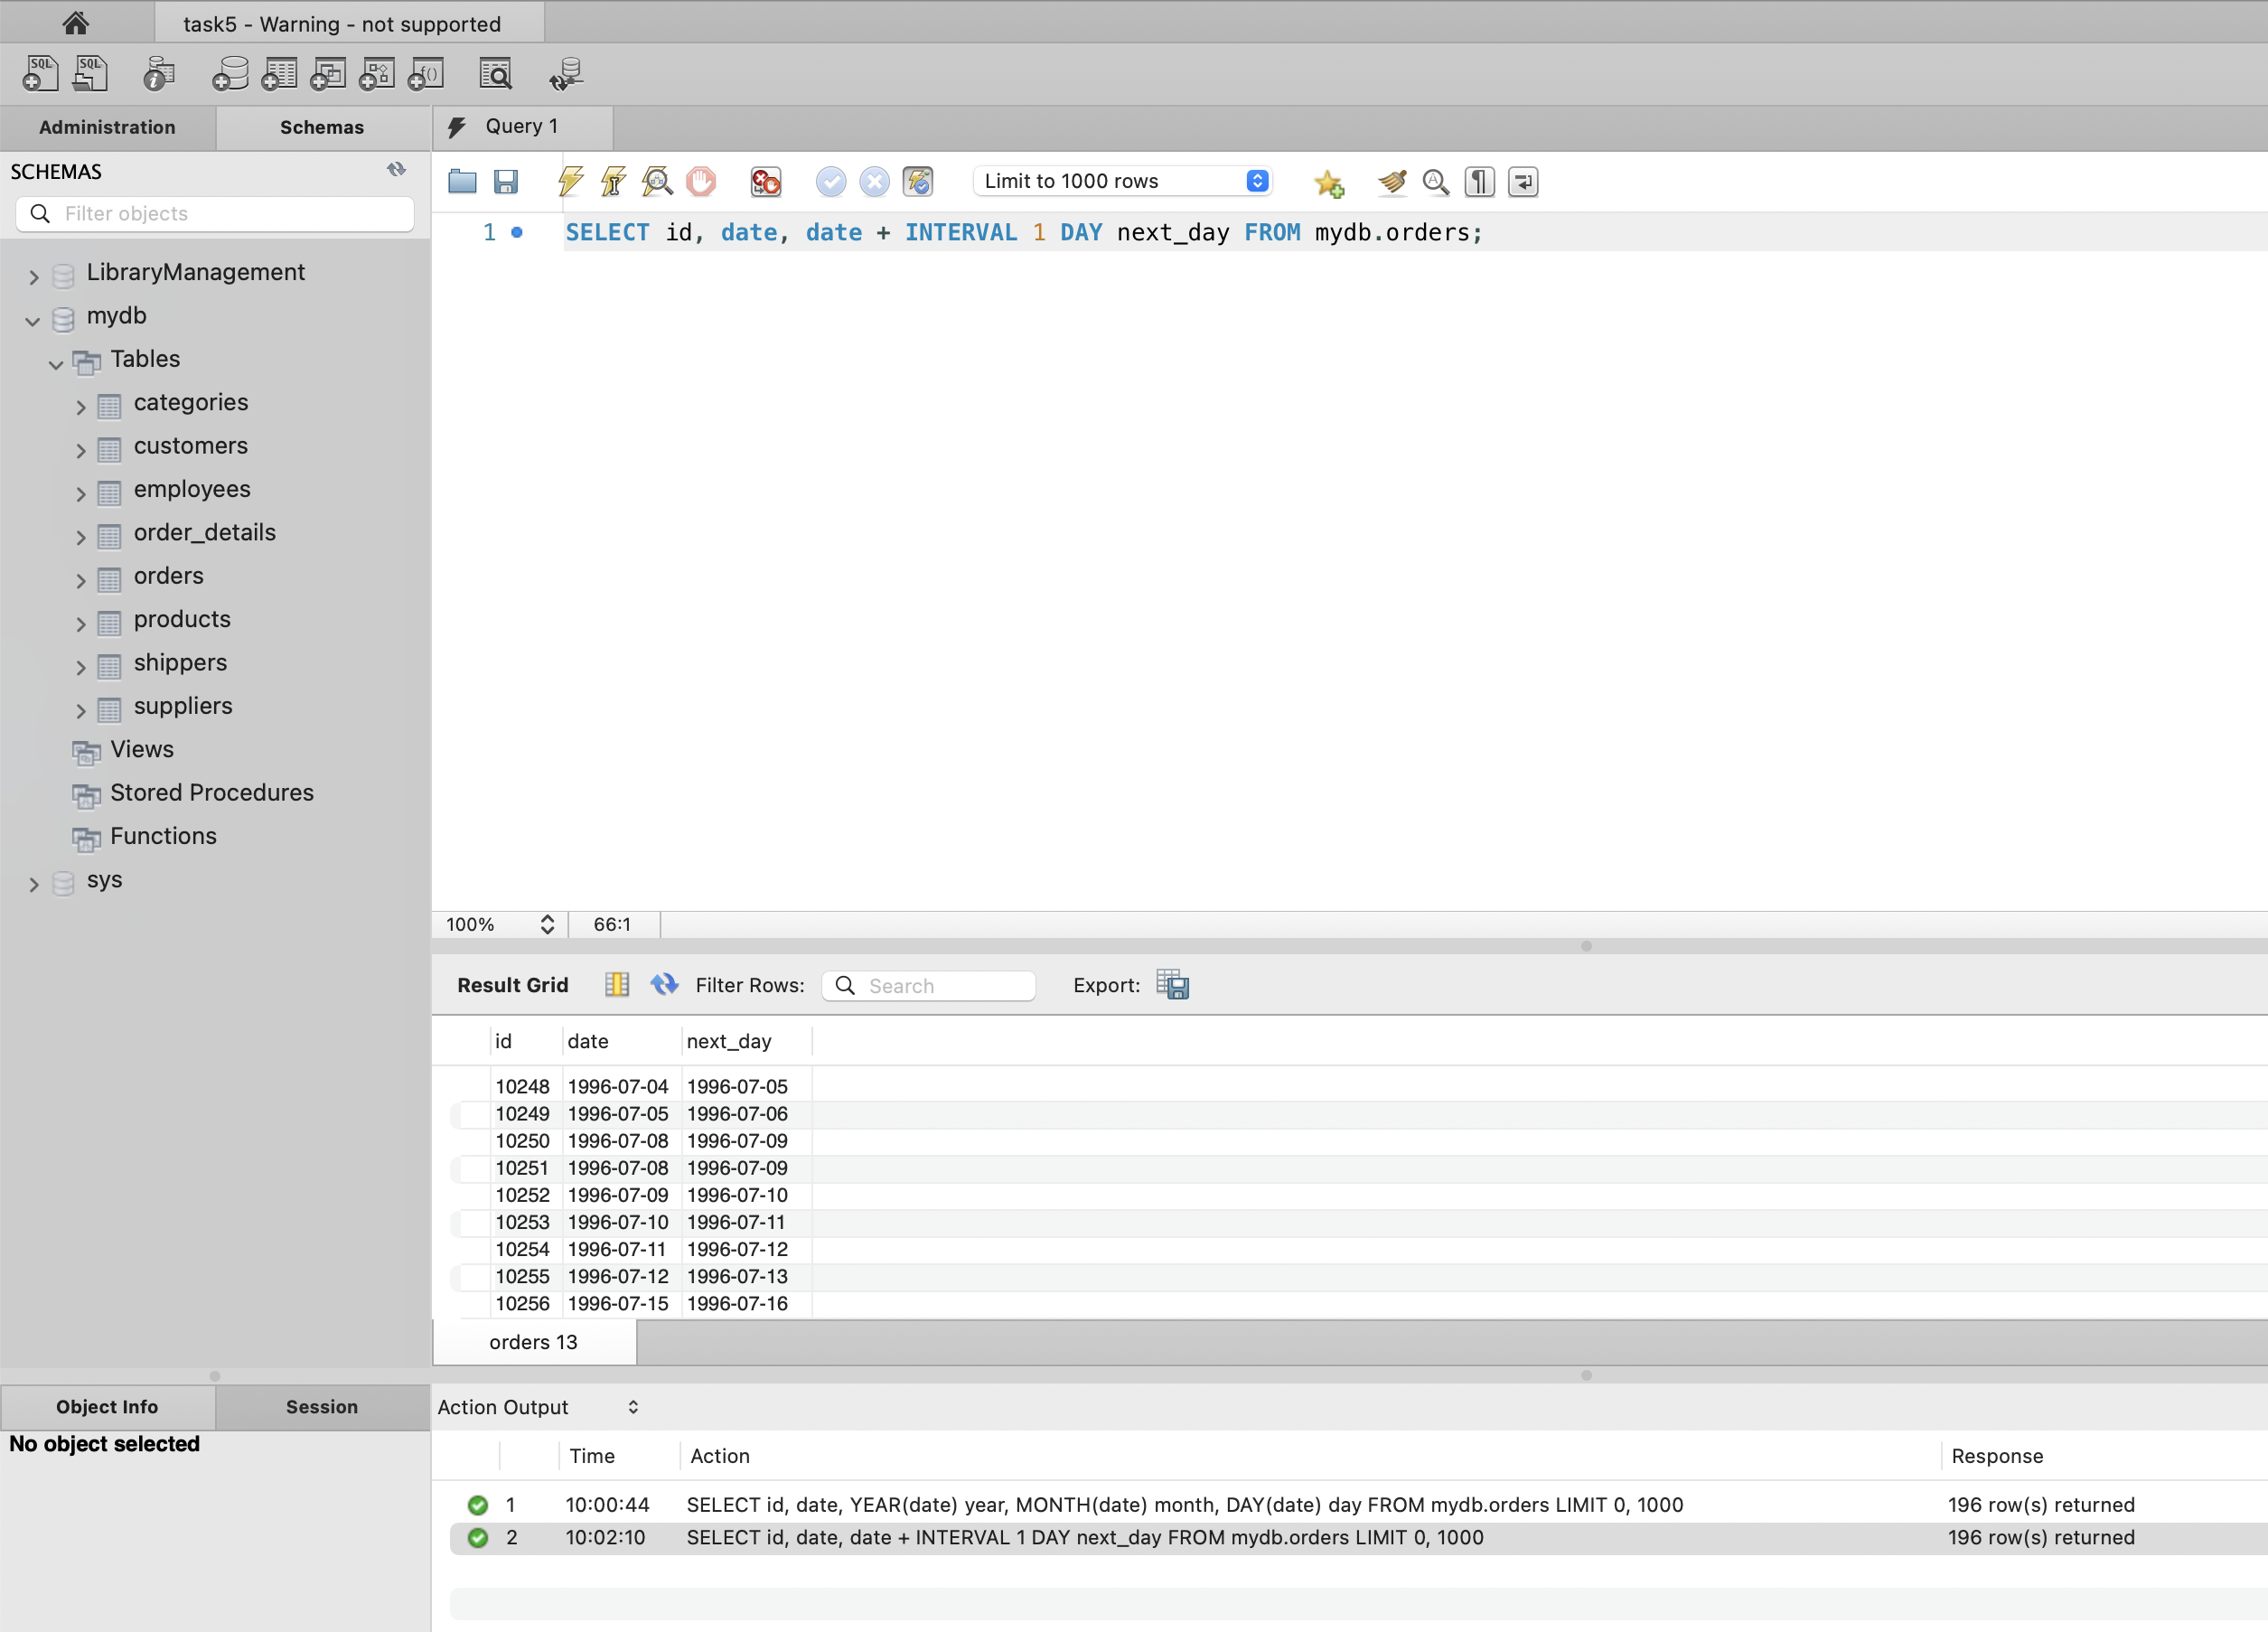 task5 - Warning - not supported
SQL SQL
Administration Schemas
Query 1
SCHEMAS
Filter objects
Limit to 1000 rows
1 SELECT id, date, date + INTERVAL 1 DAY next_day FROM mydb.orders;
LibraryManagement
mydb
Tables
categories
customers
employees
order_details
orders
products
shippers
suppliers
Views
Stored Procedures
Functions
sys
100% 66:1
Result Grid Filter Rows: Search Export:
id date next_day
10248 1996-07-04 1996-07-05
10249 1996-07-05 1996-07-06
10250 1996-07-08 1996-07-09
10251 1996-07-08 1996-07-09
10252 1996-07-09 1996-07-10
10253 1996-07-10 1996-07-11
10254 1996-07-11 1996-07-12
10255 1996-07-12 1996-07-13
10256 1996-07-15 1996-07-16
orders 13
Object Info Session
No object selected
Action Output
Time Action Response
1 10:00:44 SELECT id, date, YEAR(date) year, MONTH(date) month, DAY(date) day FROM mydb.orders LIMIT 0, 1000 196 row(s) returned
2 10:02:10 SELECT id, date, date + INTERVAL 1 DAY next_day FROM mydb.orders LIMIT 0, 1000 196 row(s) returned